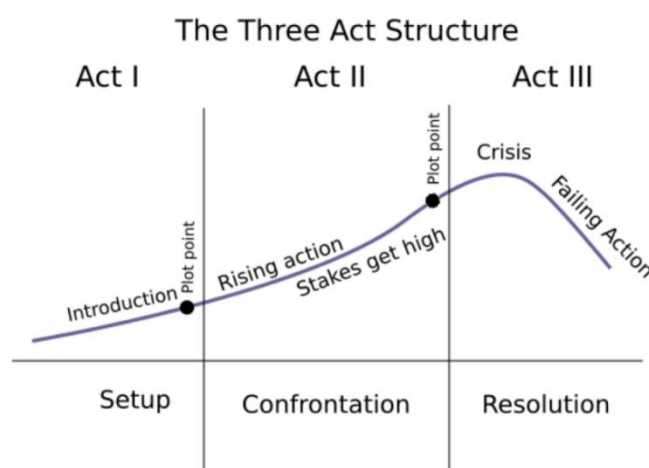 The Three Act Structure
Act I
Act II
Act III
Introduction
Plot point
Rising action
Stakes get high
Plot point
Crisis
Failing Action
Setup
Confrontation
Resolution